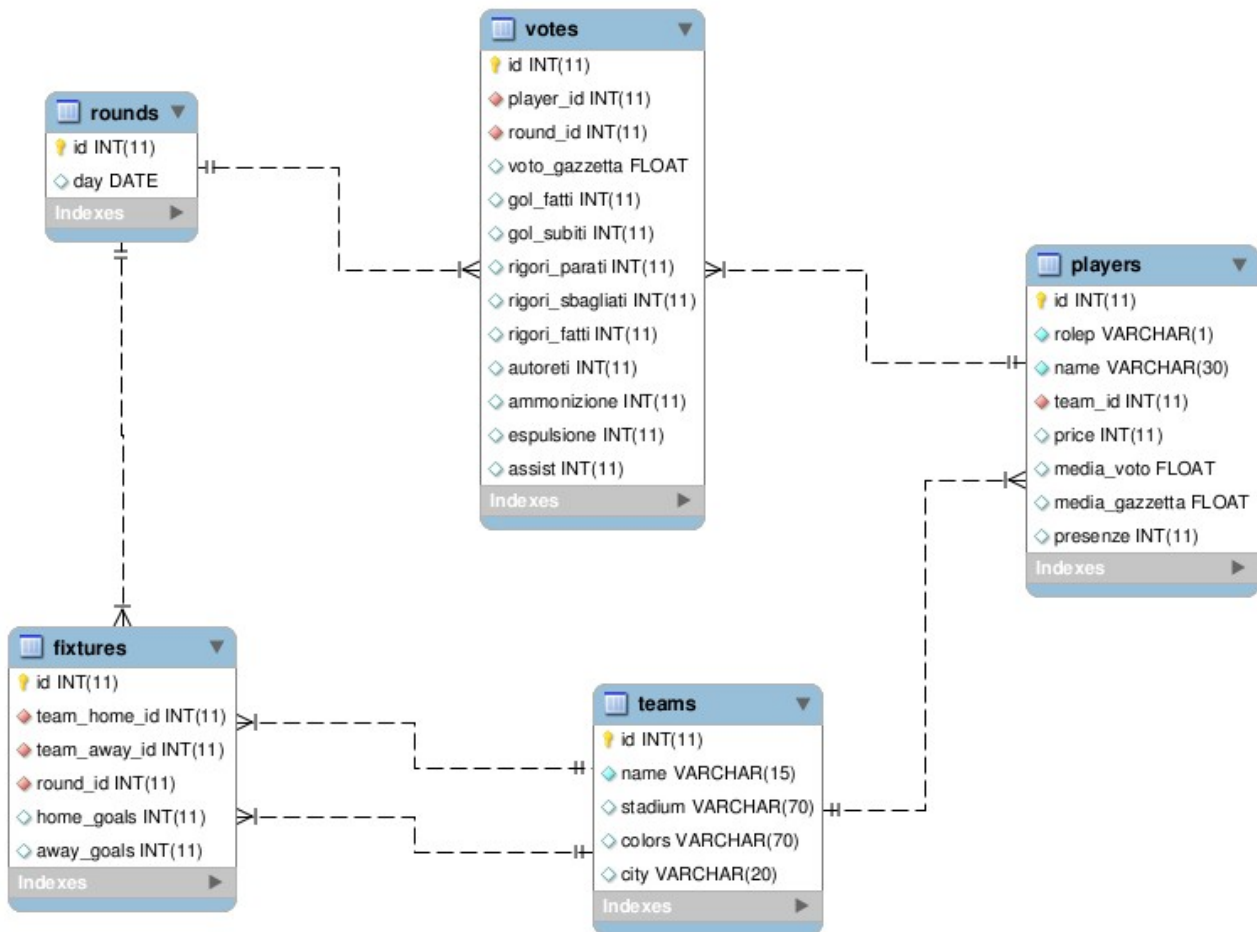 votes
id INT(11)
player_id INT(11)
round_id INT(11)
voto_gazzetta FLOAT
gol_fatti INT(11)
gol_subiti INT(11)
rigori_parati INT(11)
rigori_sbagliati INT(11)
rigori_fatti INT(11)
autoreti INT(11)
ammonizione INT(11)
espulsione INT(11)
assist INT(11)
Indexes
rounds
id INT(11)
day DATE
Indexes
players
id INT(11)
rolep VARCHAR(1)
name VARCHAR(30)
team_id INT(11)
price INT(11)
media_voto FLOAT
media_gazzetta FLOAT
presenze INT(11)
Indexes
fixtures
id INT(11)
team_home_id INT(11)
team_away_id INT(11)
round_id INT(11)
home_goals INT(11)
away_goals INT(11)
Indexes
teams
id INT(11)
name VARCHAR(15)
stadium VARCHAR(70)
colors VARCHAR(70)
city VARCHAR(20)
Indexes